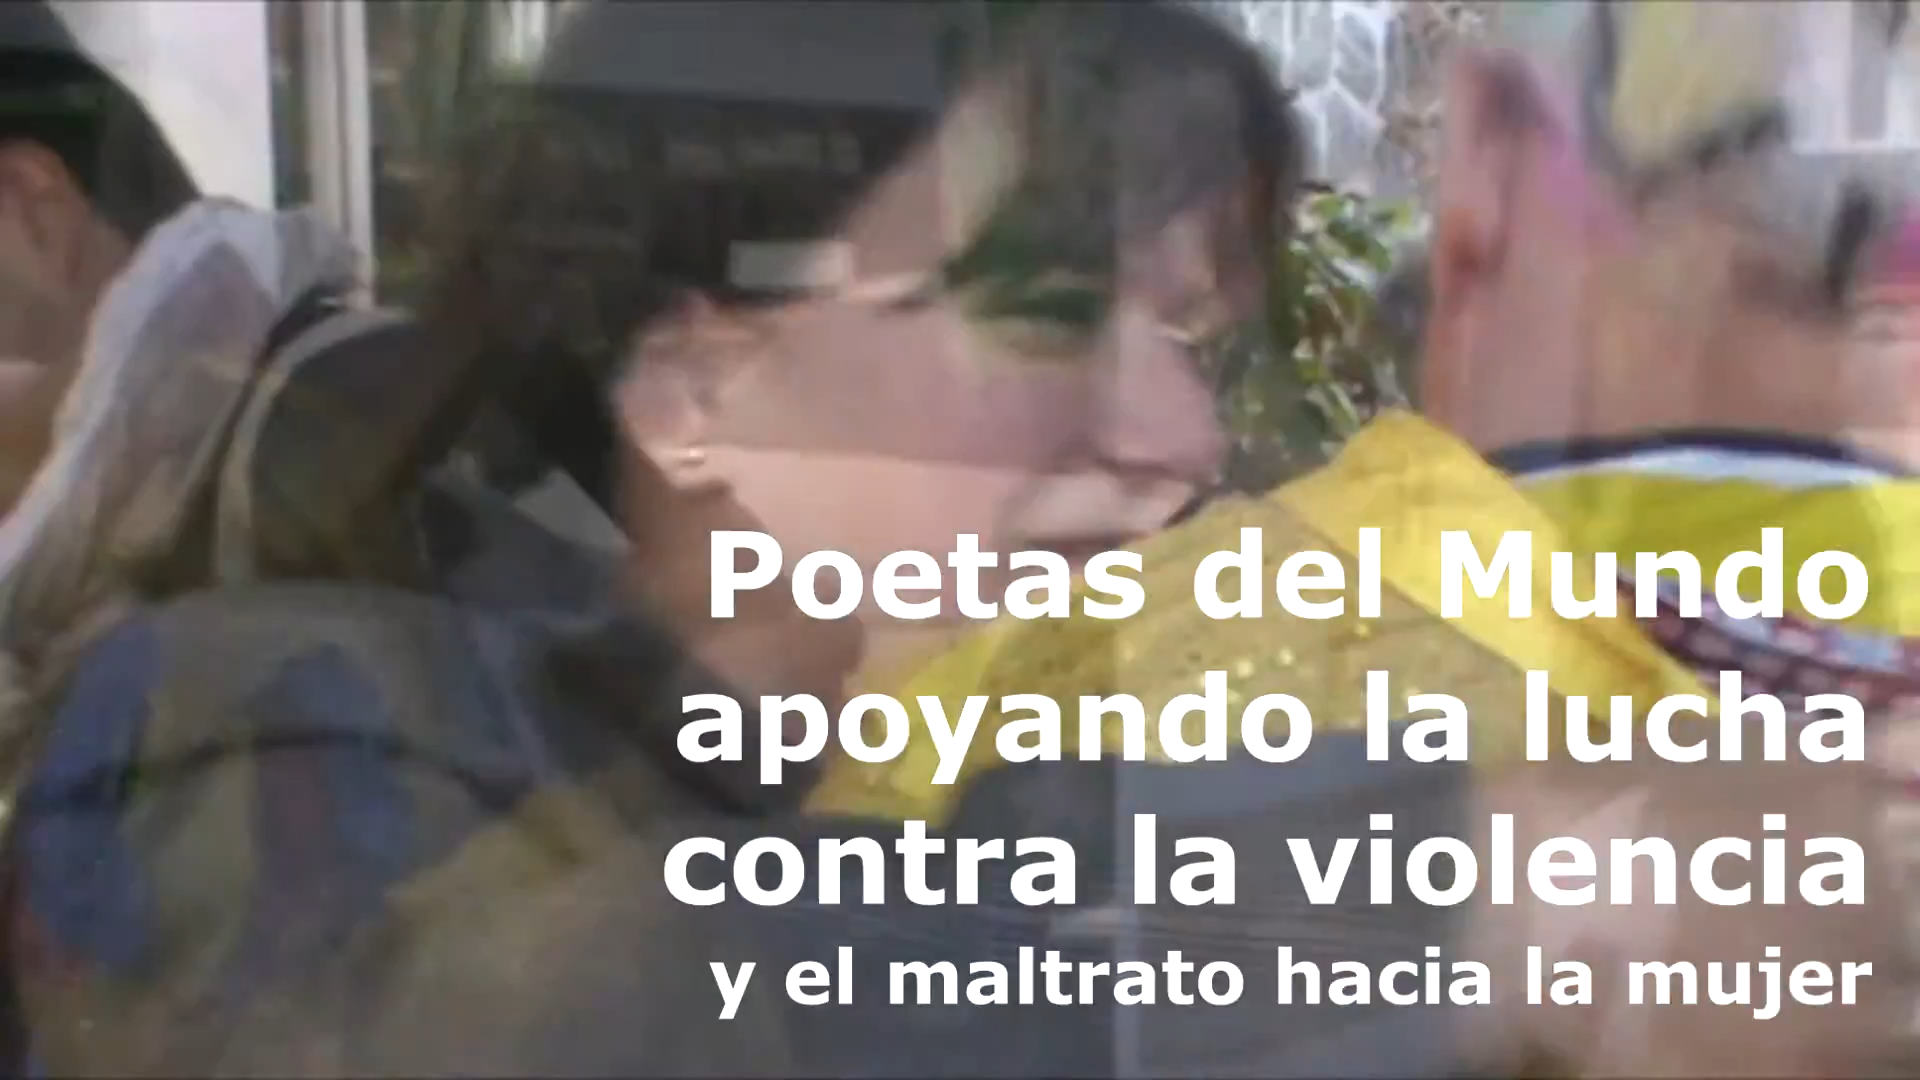 Poetas del Mundo
apoyando la lucha
contra la violencia
y el maltrato hacia la mujer